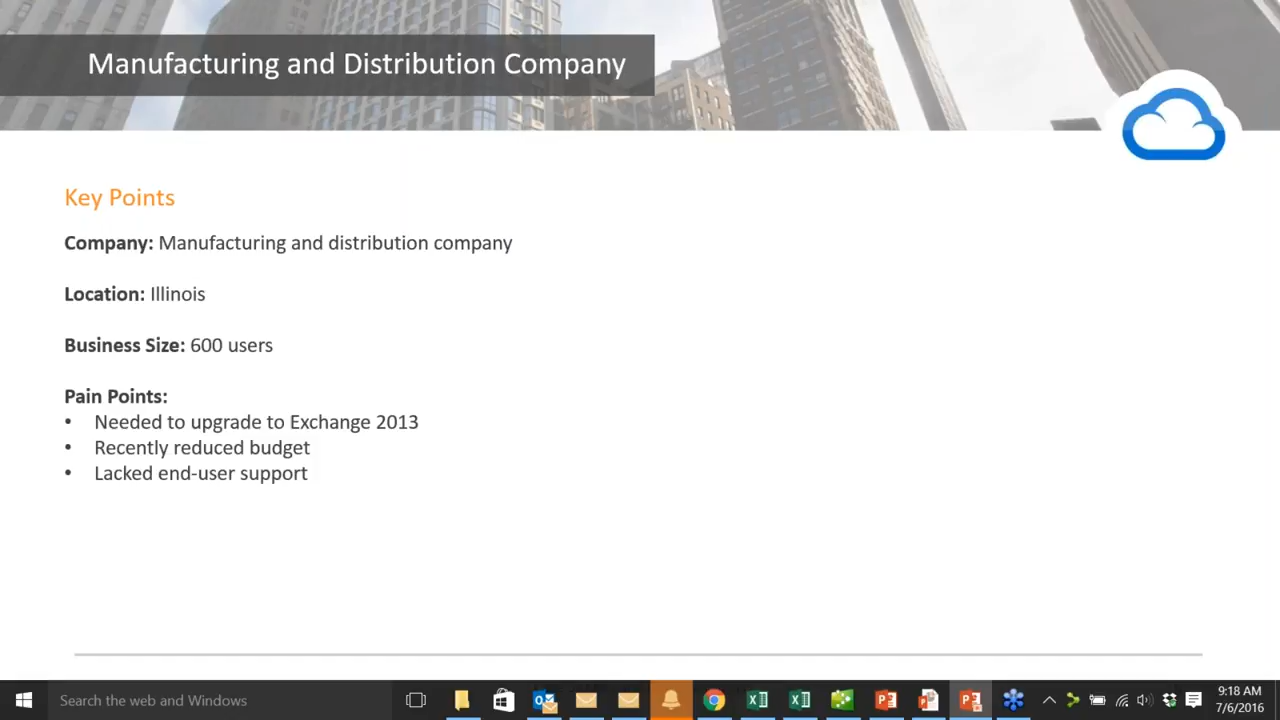 Manufacturing and Distribution Company
Key Points
Company: Manufacturing and distribution company
Location: Illinois
Business Size: 600 users
Pain Points:
• Needed to upgrade to Exchange 2013
• Recently reduced budget
• Lacked end-user support
Search the web and Windows
9:18 AM
7/6/2016